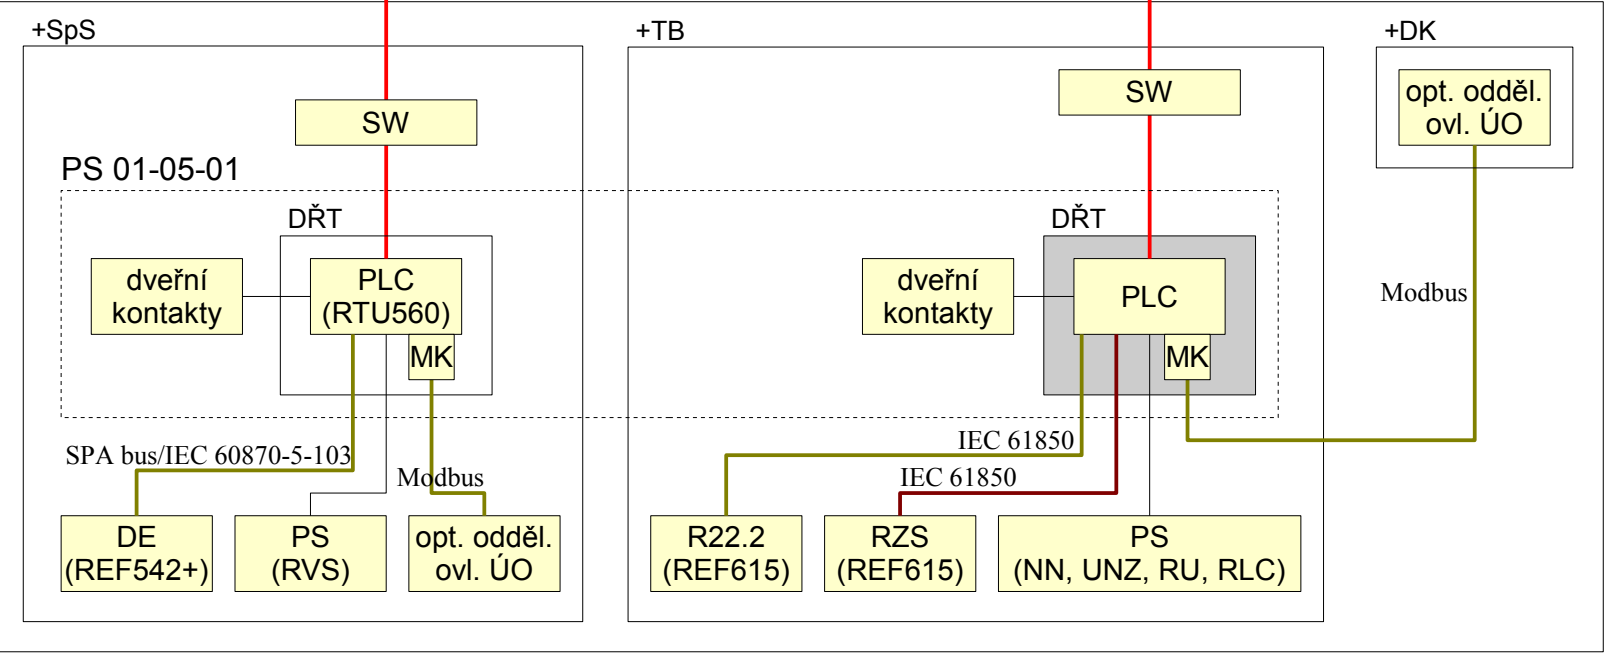 +SpS
+TB
+DK
SW
SW
opt. odděl.
ovl. ÚO
PS 01-05-01
DŘT
DŘT
dveřní
kontakty
PLC
(RTU560)
MK
dveřní
kontakty
PLC
MK
Modbus
SPA bus/IEC 60870-5-103
Modbus
IEC 61850
IEC 61850
DE
(REF542+)
PS
(RVS)
opt. odděl.
ovl. ÚO
R22.2
(REF615)
RZS
(REF615)
PS
(NN, UNZ, RU, RLC)